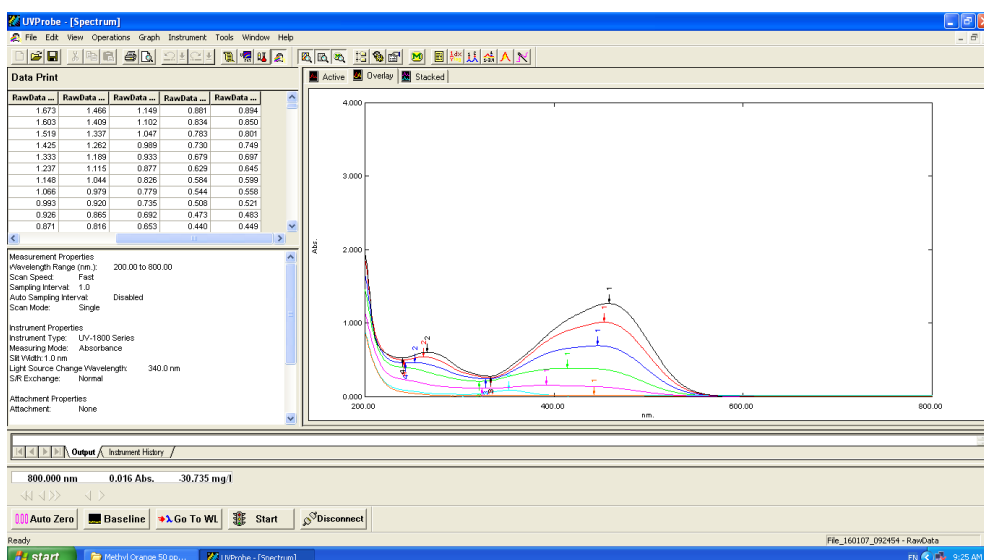 UVProbe - [Spectrum]
File Edit View Operations Graph Instrument Tools Window Help
Data Print
Active Overlay Stacked
RawData ... RawData ... RawData ... RawData ... RawData ...
1.673 1.466 1.149 0.881 0.894
1.603 1.409 1.102 0.834 0.850
1.519 1.337 1.047 0.783 0.801
1.425 1.262 0.989 0.730 0.749
1.333 1.189 0.933 0.679 0.697
1.237 1.115 0.877 0.629 0.645
1.148 1.044 0.826 0.584 0.599
1.066 0.979 0.779 0.544 0.558
0.993 0.920 0.735 0.508 0.521
0.926 0.865 0.692 0.473 0.483
0.871 0.816 0.653 0.440 0.449
Measurement Properties
Wavelength Range (nm.): 200.00 to 800.00
Scan Speed: Fast
Sampling Interval: 1.0
Auto Sampling Interval: Disabled
Scan Mode: Single
Instrument Properties
Instrument Type: UV-1800 Series
Measuring Mode: Absorbance
Slit Width: 1.0 nm
Light Source Change Wavelength: 340.0 nm
S/R Exchange: Normal
Attachment Properties
Attachment: None
4.000
3.000
2.000
1.000
0.000
Abs.
200.00 400.00 600.00 800.00
nm.
2 2 2 1 1 1 1 1 1
Output Instrument History
800.000 nm 0.016 Abs. -30.735 mg/l
Auto Zero Baseline Go To WL Start Disconnect
Ready
File_160107_092454 - RawData
start Methyl Orange 50 pp... UVProbe - [Spectrum] EN 9:25 AM